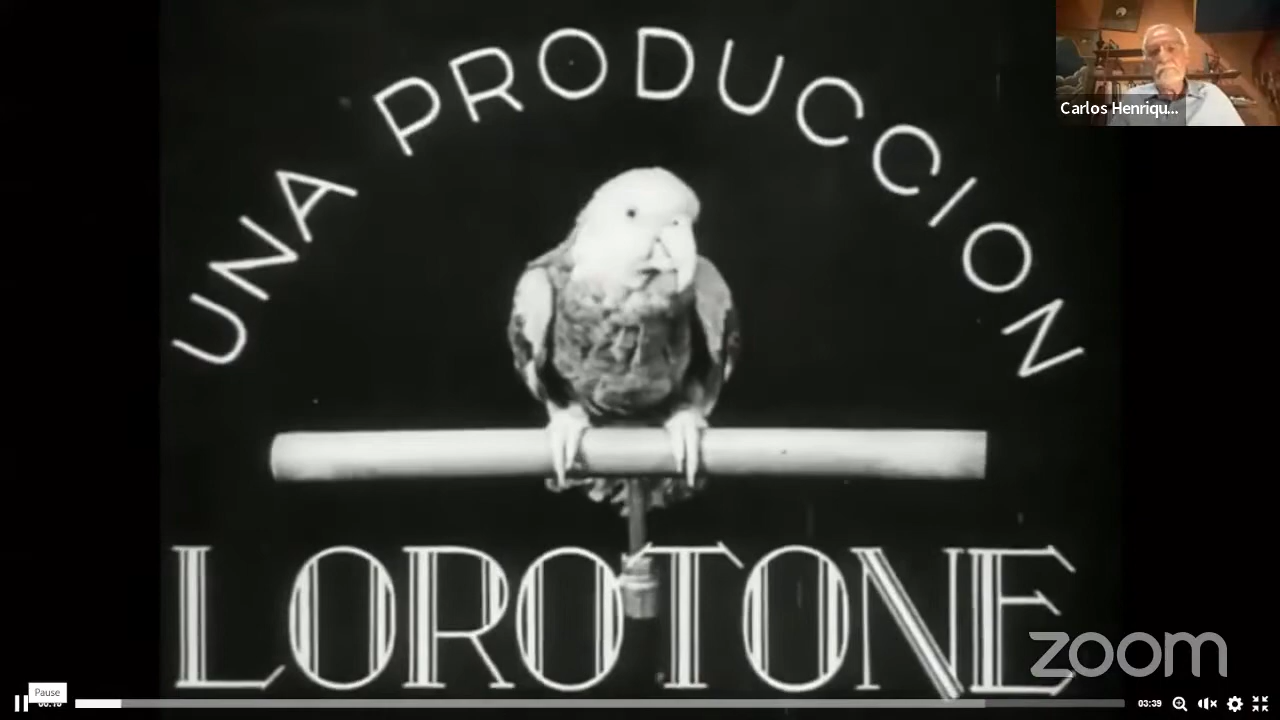 UNA PRODUCCION
Carlos Henriqu...
LOROTONE
zoom
Pause
03:39